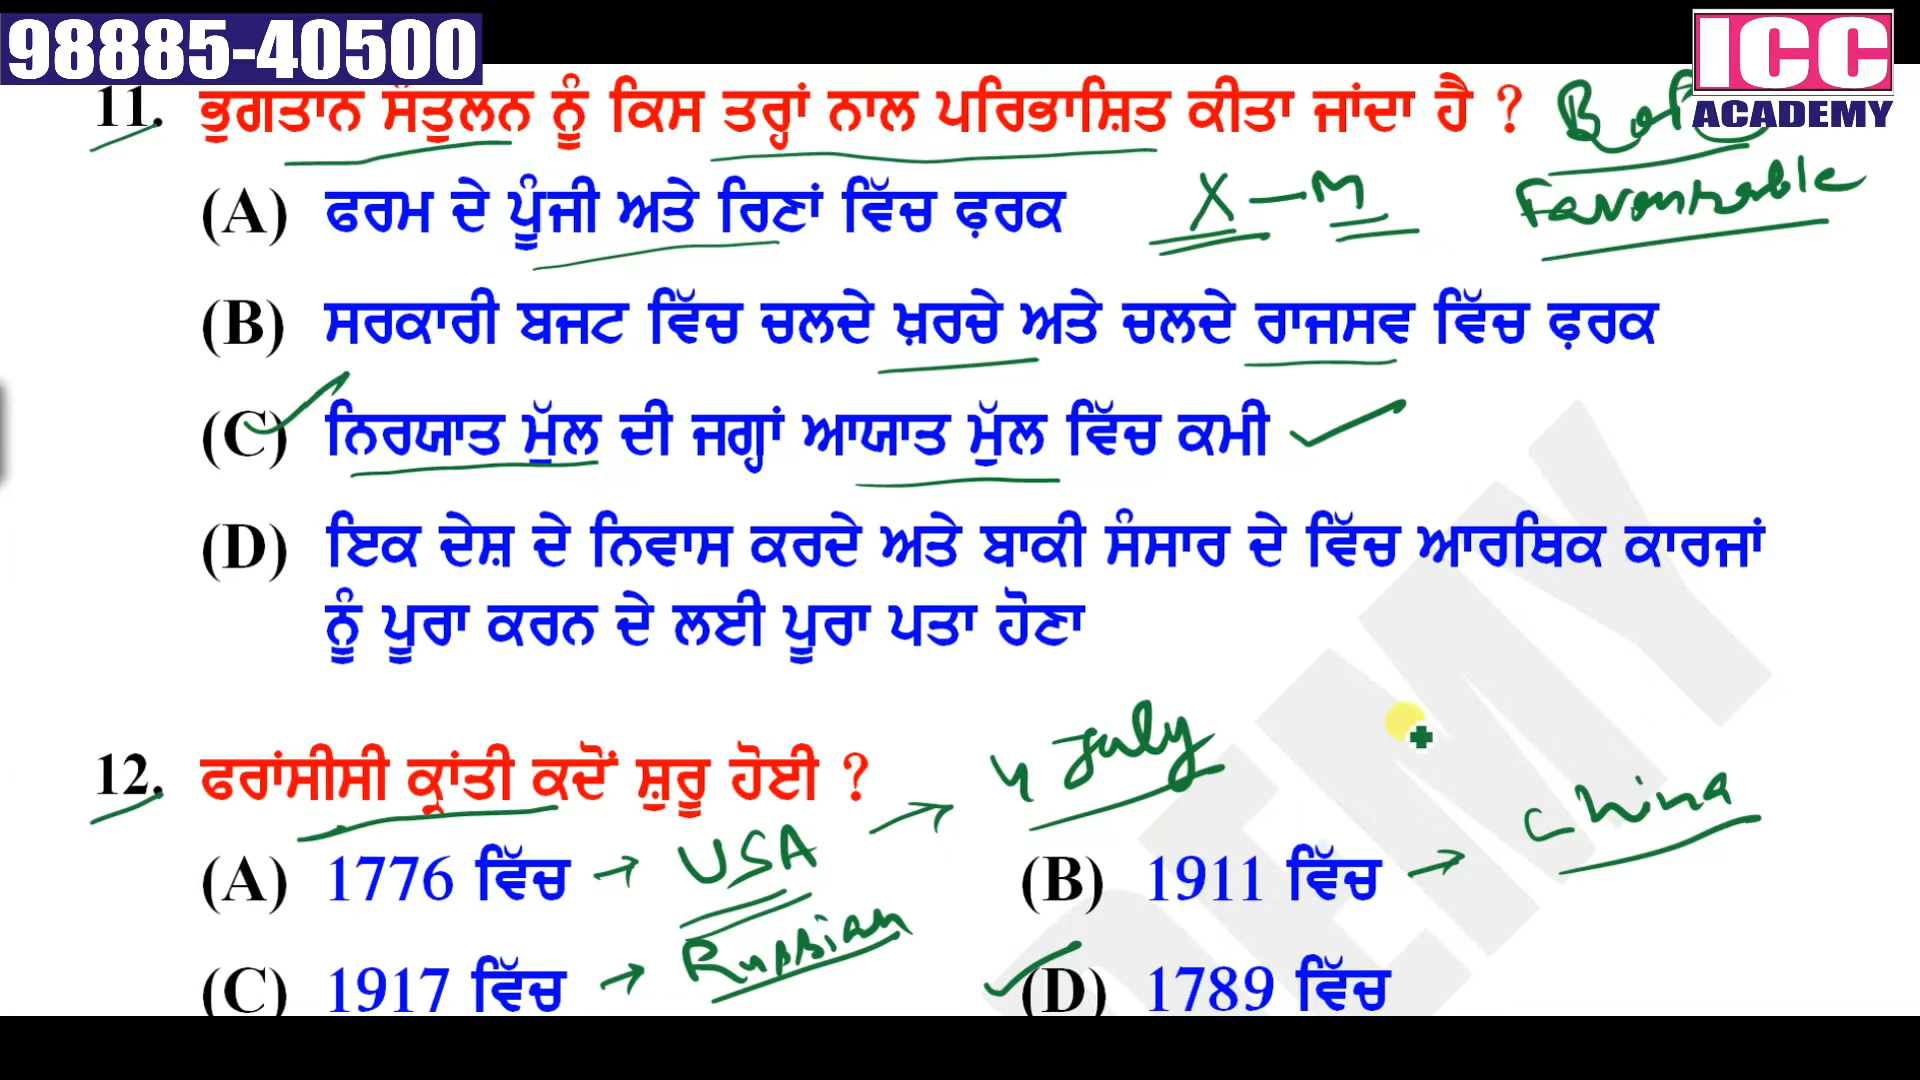 98885-40500
ICC
ACADEMY
11. ਭੁਗਤਾਨ ਸੰਤੁਲਨ ਨੂੰ ਕਿਸ ਤਰ੍ਹਾਂ ਨਾਲ ਪਰਿਭਾਸ਼ਿਤ ਕੀਤਾ ਜਾਂਦਾ ਹੈ ?
Favourable
(A) ਫਰਮ ਦੇ ਪੂੰਜੀ ਅਤੇ ਰਿਣਾਂ ਵਿੱਚ ਫ਼ਰਕ X - M
(B) ਸਰਕਾਰੀ ਬਜਟ ਵਿੱਚ ਚਲਦੇ ਖ਼ਰਚੇ ਅਤੇ ਚਲਦੇ ਰਾਜਸਵ ਵਿੱਚ ਫ਼ਰਕ
(C) ਨਿਰਯਾਤ ਮੁੱਲ ਦੀ ਜਗ੍ਹਾਂ ਆਯਾਤ ਮੁੱਲ ਵਿੱਚ ਕਮੀ
(D) ਇਕ ਦੇਸ਼ ਦੇ ਨਿਵਾਸ ਕਰਦੇ ਅਤੇ ਬਾਕੀ ਸੰਸਾਰ ਦੇ ਵਿੱਚ ਆਰਥਿਕ ਕਾਰਜਾਂ
ਨੂੰ ਪੂਰਾ ਕਰਨ ਦੇ ਲਈ ਪੂਰਾ ਪਤਾ ਹੋਣਾ
12. ਫਰਾਂਸੀਸੀ ਕ੍ਰਾਂਤੀ ਕਦੋਂ ਸ਼ੁਰੂ ਹੋਈ ? 4 July
(A) 1776 ਵਿੱਚ → USA →
(B) 1911 ਵਿੱਚ → China
(C) 1917 ਵਿੱਚ → Russian
(D) 1789 ਵਿੱਚ